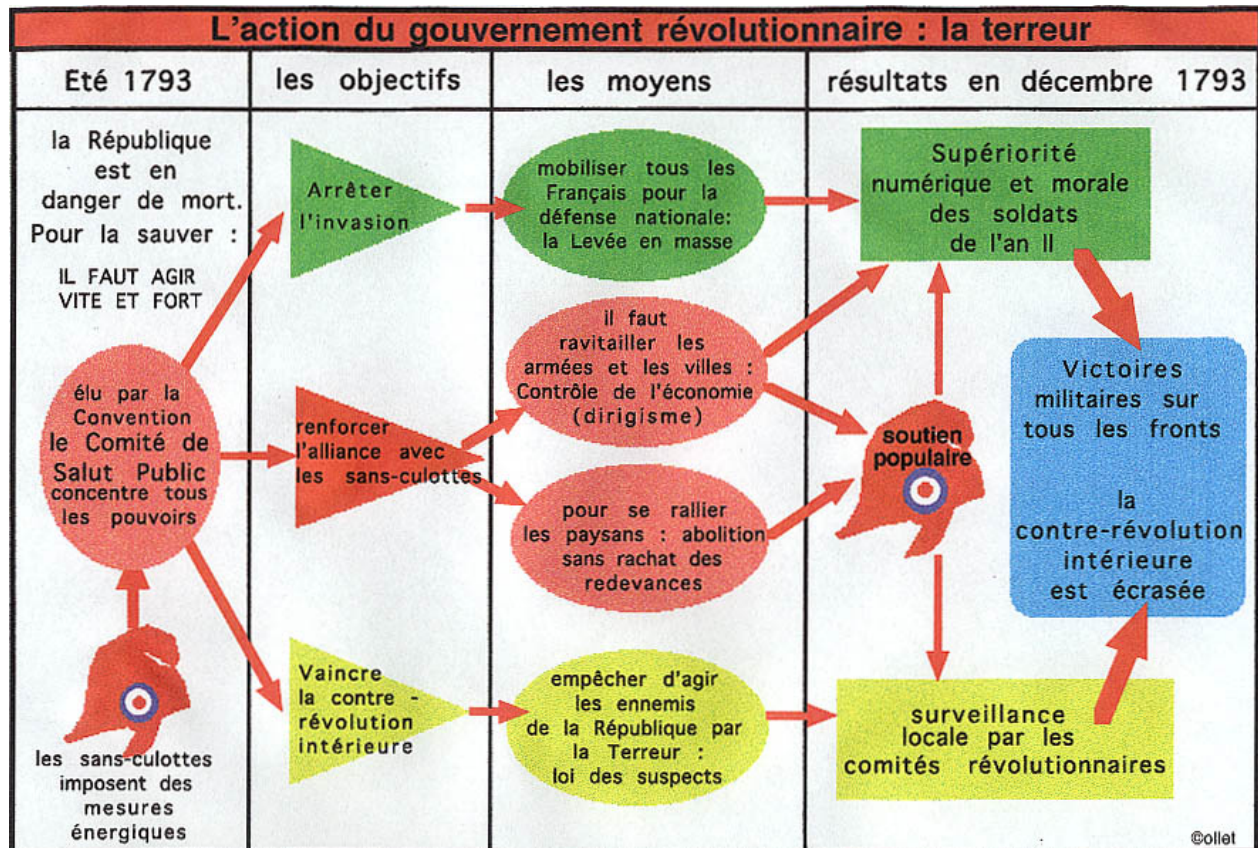 L'action du gouvernement révolutionnaire : la terreur
Eté 1793
les objectifs
les moyens
résultats en décembre 1793
la République
est en
danger de mort.
Pour la sauver :
IL FAUT AGIR
VITE ET FORT
élu par la
Convention
le Comité de
Salut Public
concentre tous
les pouvoirs
les sans-culottes
imposent des
mesures
énergiques
Arrêter
l'invasion
renforcer
l'alliance avec
les sans-culottes
Vaincre
la contre -
révolution
intérieure
mobiliser tous les
Français pour la
défense nationale:
la Levée en masse
il faut
ravitailler les
armées et les villes :
Contrôle de l'économie
(dirigisme)
pour se rallier
les paysans : abolition
sans rachat des
redevances
empêcher d'agir
les ennemis
de la République par
la Terreur :
loi des suspects
Supériorité
numérique et morale
des soldats
de l'an II
soutien
populaire
surveillance
locale par les
comités révolutionnaires
Victoires
militaires sur
tous les fronts
la
contre-révolution
intérieure
est écrasée
©ollet